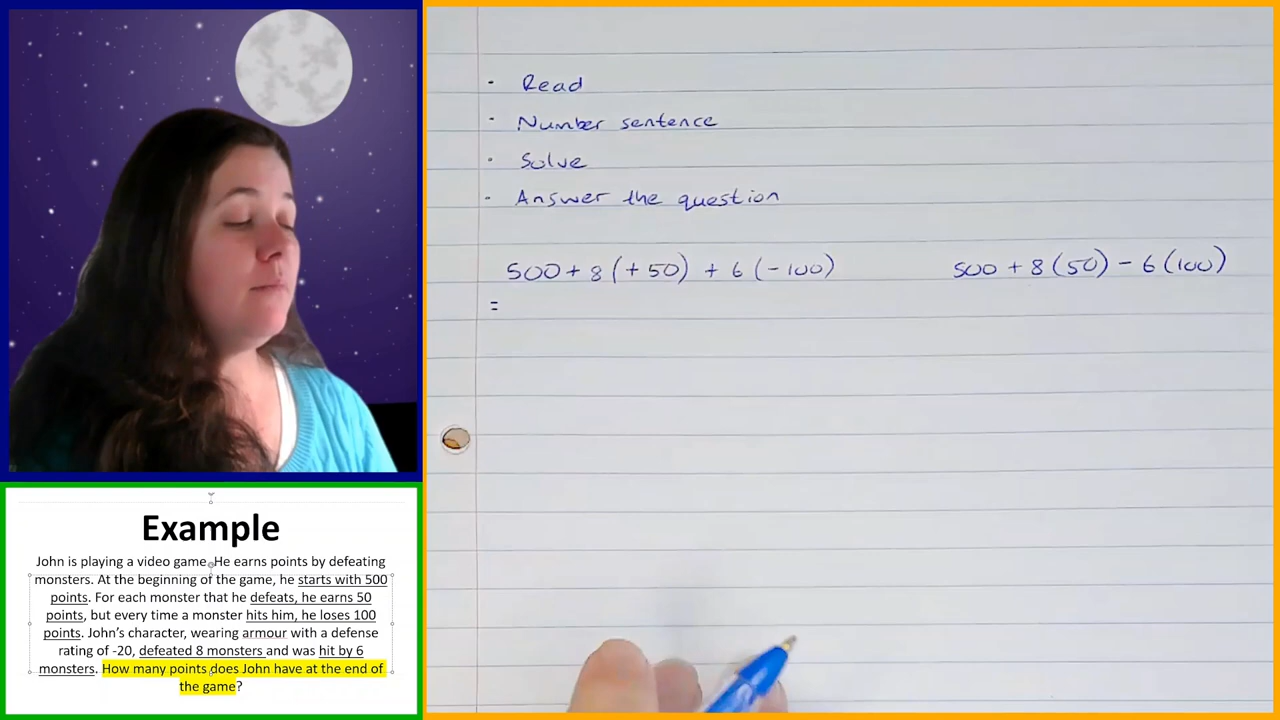 · Read
· Number sentence
· Solve
· Answer the question
500 + 8 (+50) + 6 (-100)
500 + 8 (50) - 6 (100)
=
Example
John is playing a video game. He earns points by defeating
monsters. At the beginning of the game, he starts with 500
points. For each monster that he defeats, he earns 50
points, but every time a monster hits him, he loses 100
points. John's character, wearing armour with a defense
rating of -20, defeated 8 monsters and was hit by 6
monsters. How many points does John have at the end of
the game?